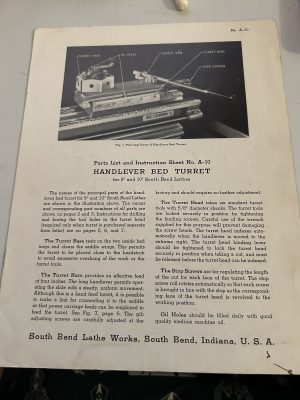 No. A-10
TURRET RAM
OIL HOLES
TURRET HEAD
TURRET BASE
STOP SCREWS
Fig. 1—Principal Parts of Handlever Bed Turret
Parts List and Instruction Sheet No. A-10
HANDLEVER BED TURRET
for 9" and 10" South Bend Lathes
The names of the principal parts of the hand
lever bed turret for 9" and 10" South Bend Lathes
are shown in the illustration above. The names
and corresponding part numbers of all parts are
shown on pages 2 and 3. Instructions for drilling
and boring the tool holes in the turret head
(required only when turret is purchased separate
from lathe) are on pages 5, 6, and 7.
The Turret Base rests on the two inside bed
ways and clears the saddle wings. This permits
the turret to be placed close to the headstock
to avoid excessive overhang of the work or the
turret tools.
The Turret Ram provides an effective feed
of four inches. The long handlever permits oper-
ating the slide with a steady, uniform movement.
Although this is a hand feed turret, it is possible
to make a link for connecting it to the saddle
so that power carriage feeds can be employed to
feed the turret. See Fig. 7, page 6. The gib
adjusting screws are carefully adjusted at the
factory and should require no further adjustment.
The Turret Head takes six standard turret
tools with 5/8" diameter shanks. The turret tools
are locked securely in position by tightening
the binding screws. Careful use of the wrench
supplied for this purpose will prevent damaging
the screw heads. The turret head indexes auto-
matically when the handlever is moved to the
extreme right. The turret head binding lever
should be tightened to lock the turret head
securely in position when taking a cut, and must
be released before the turret head can be indexed.
The Stop Screws are for regulating the length
of the cut for each face of the turret. The stop
screw roll rotates automatically so that each screw
is brought in line with the stop as the correspond-
ing face of the turret head is revolved to the
working position.
Oil Holes should be filled daily with good
quality medium machine oil.
South Bend Lathe Works, South Bend, Indiana, U. S. A.